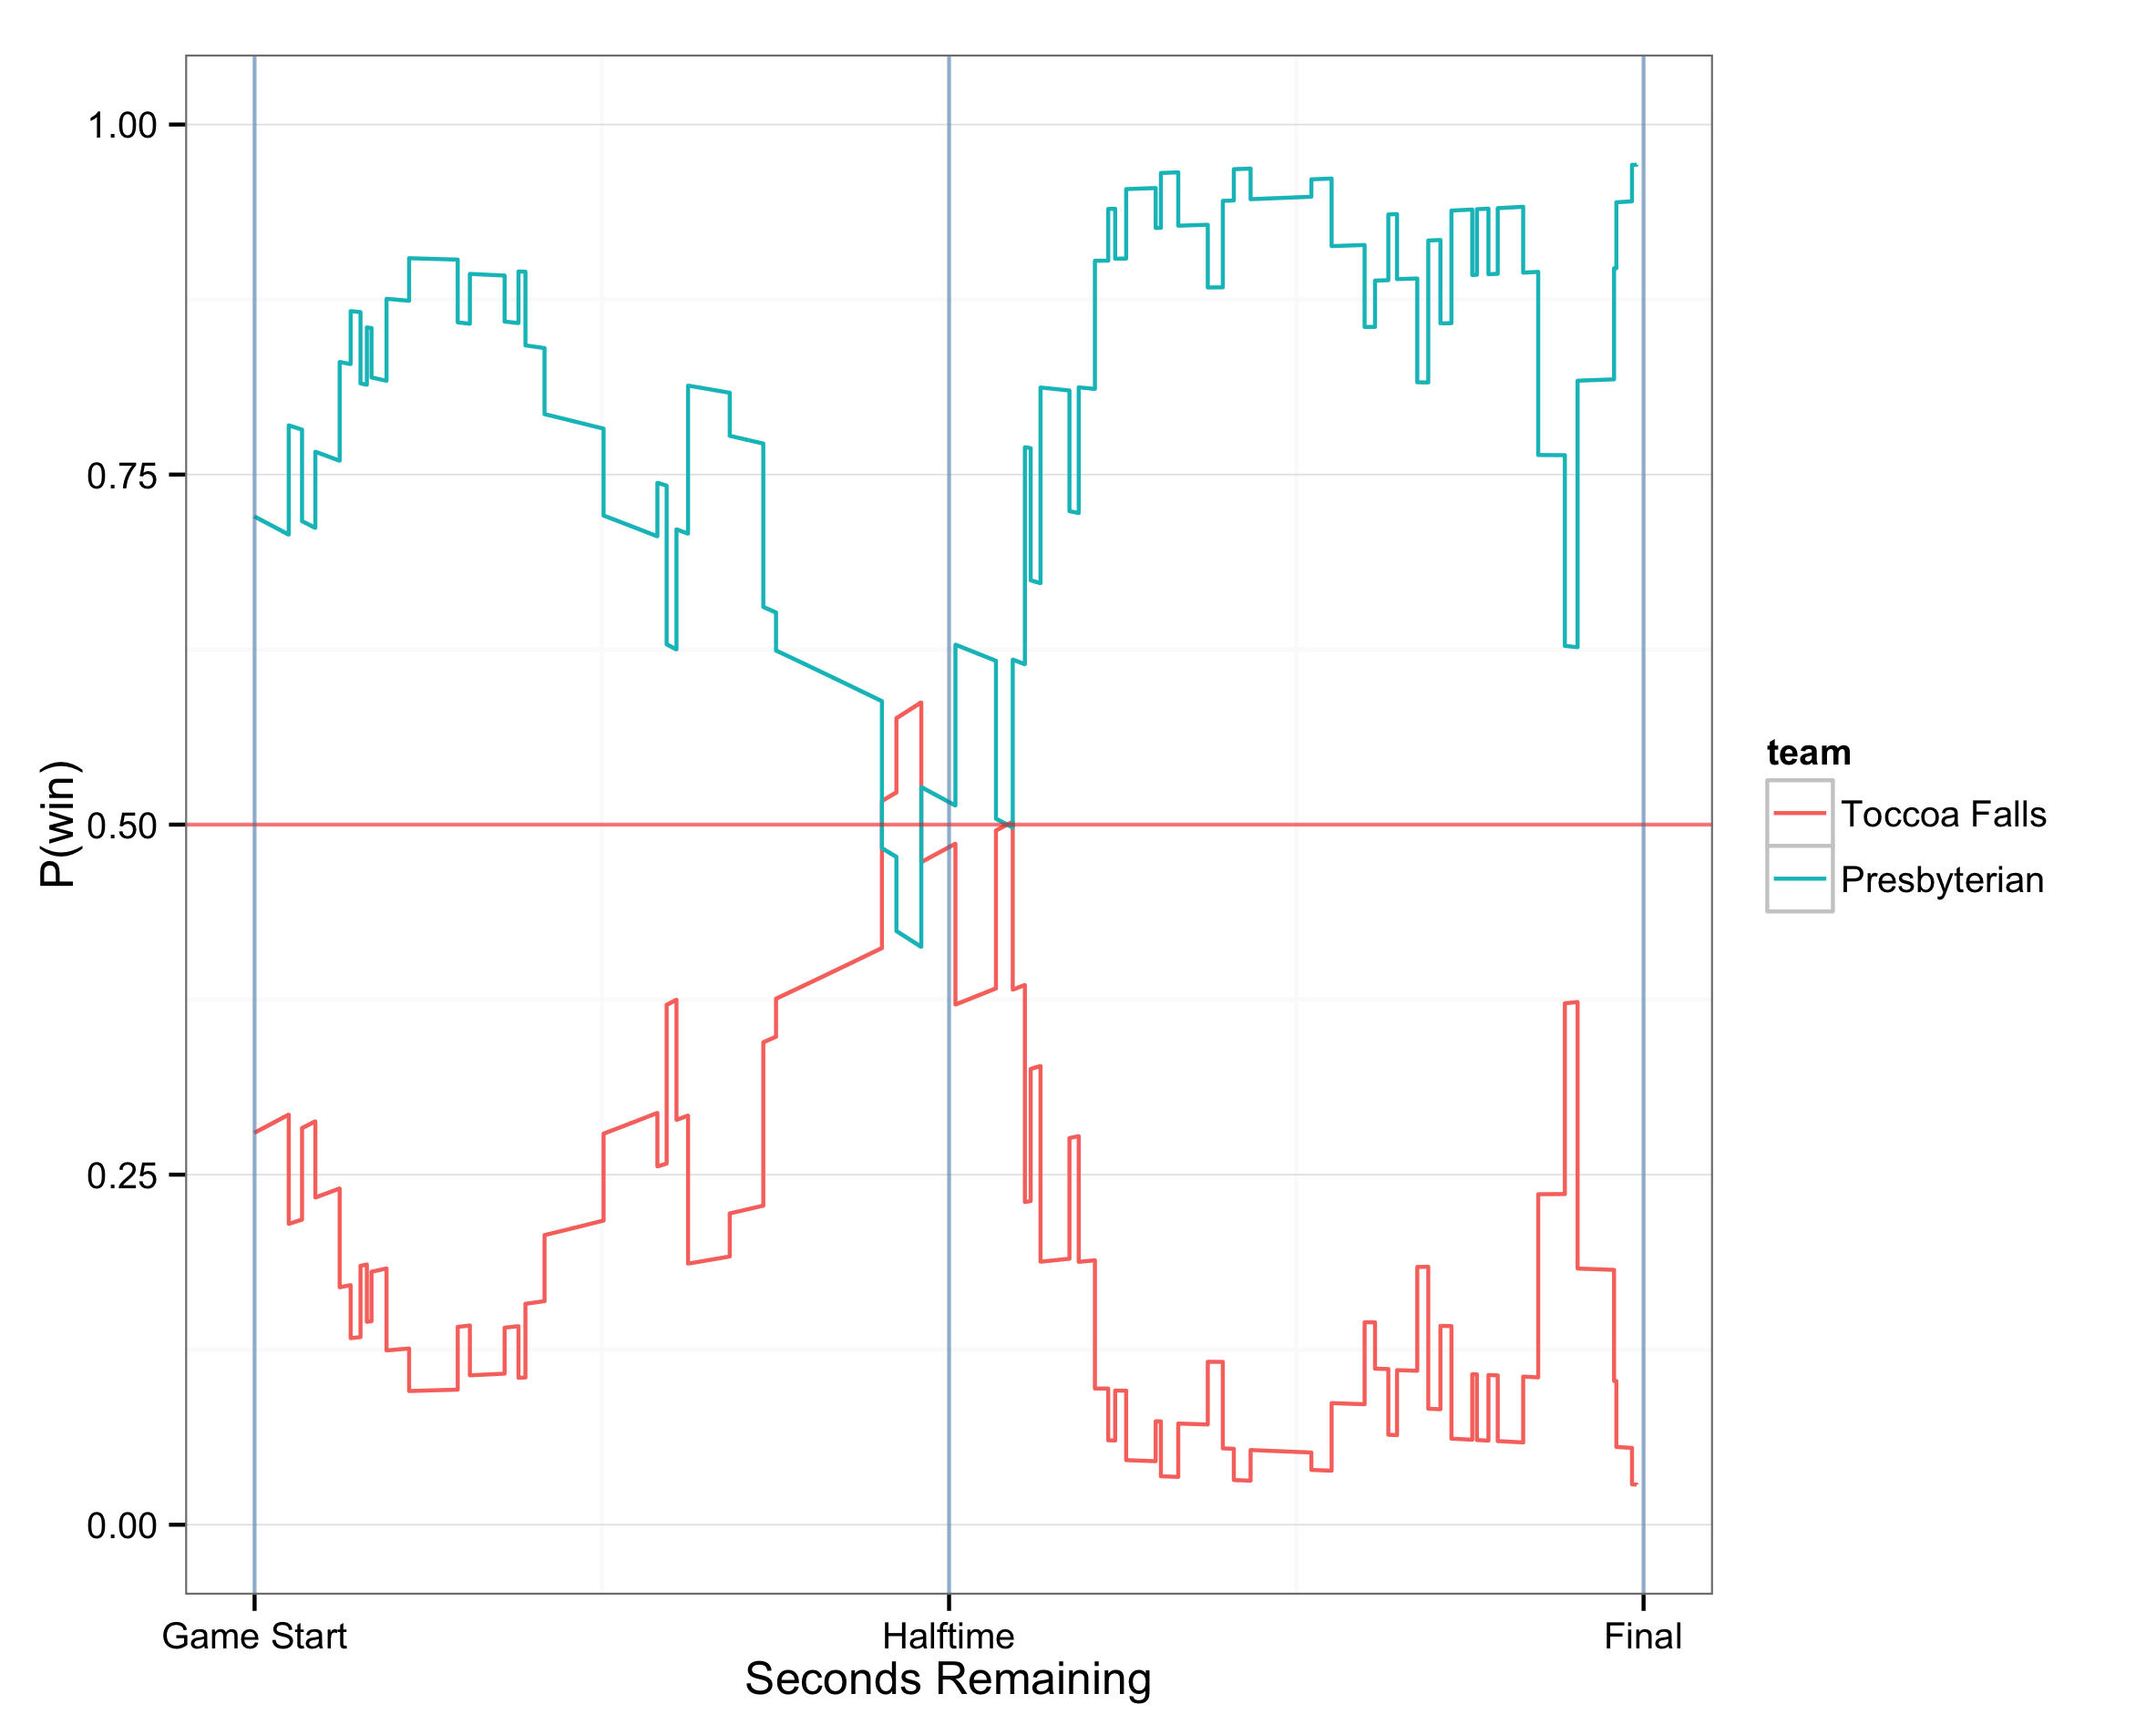 1.00
0.75
0.50
0.25
0.00
P(win)
Game Start
Halftime
Final
Seconds Remaining
team
Toccoa Falls
Presbyterian